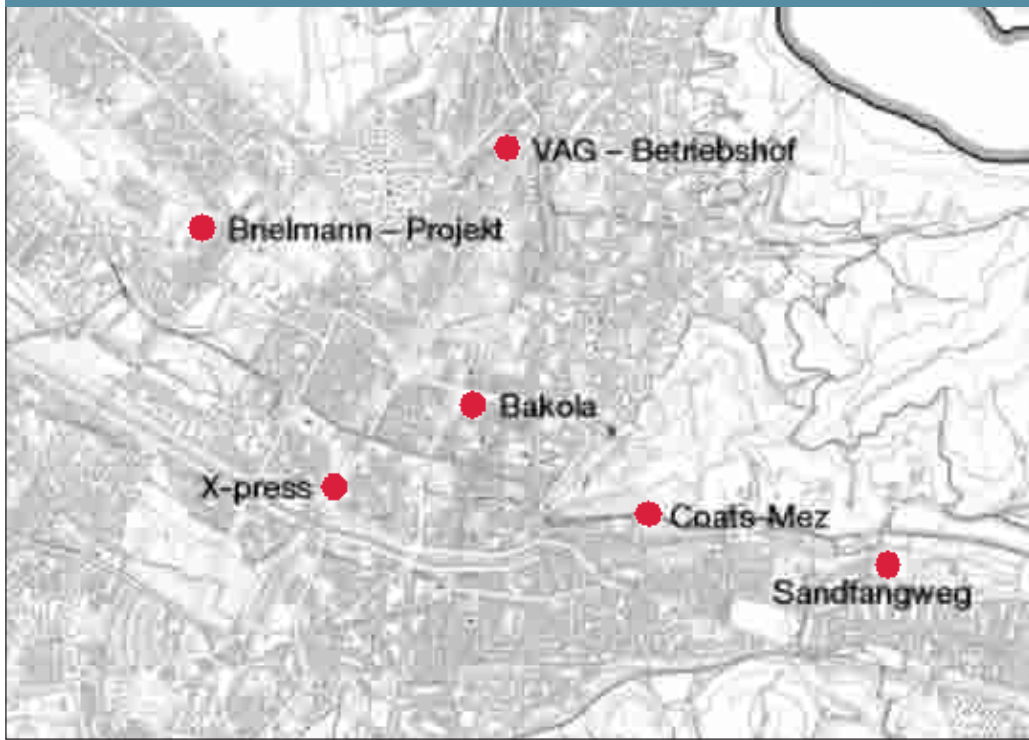 VAG – Betriebshof
Brielmann – Projekt
Bakola
X-press
Coats-Mez
Sandfangweg